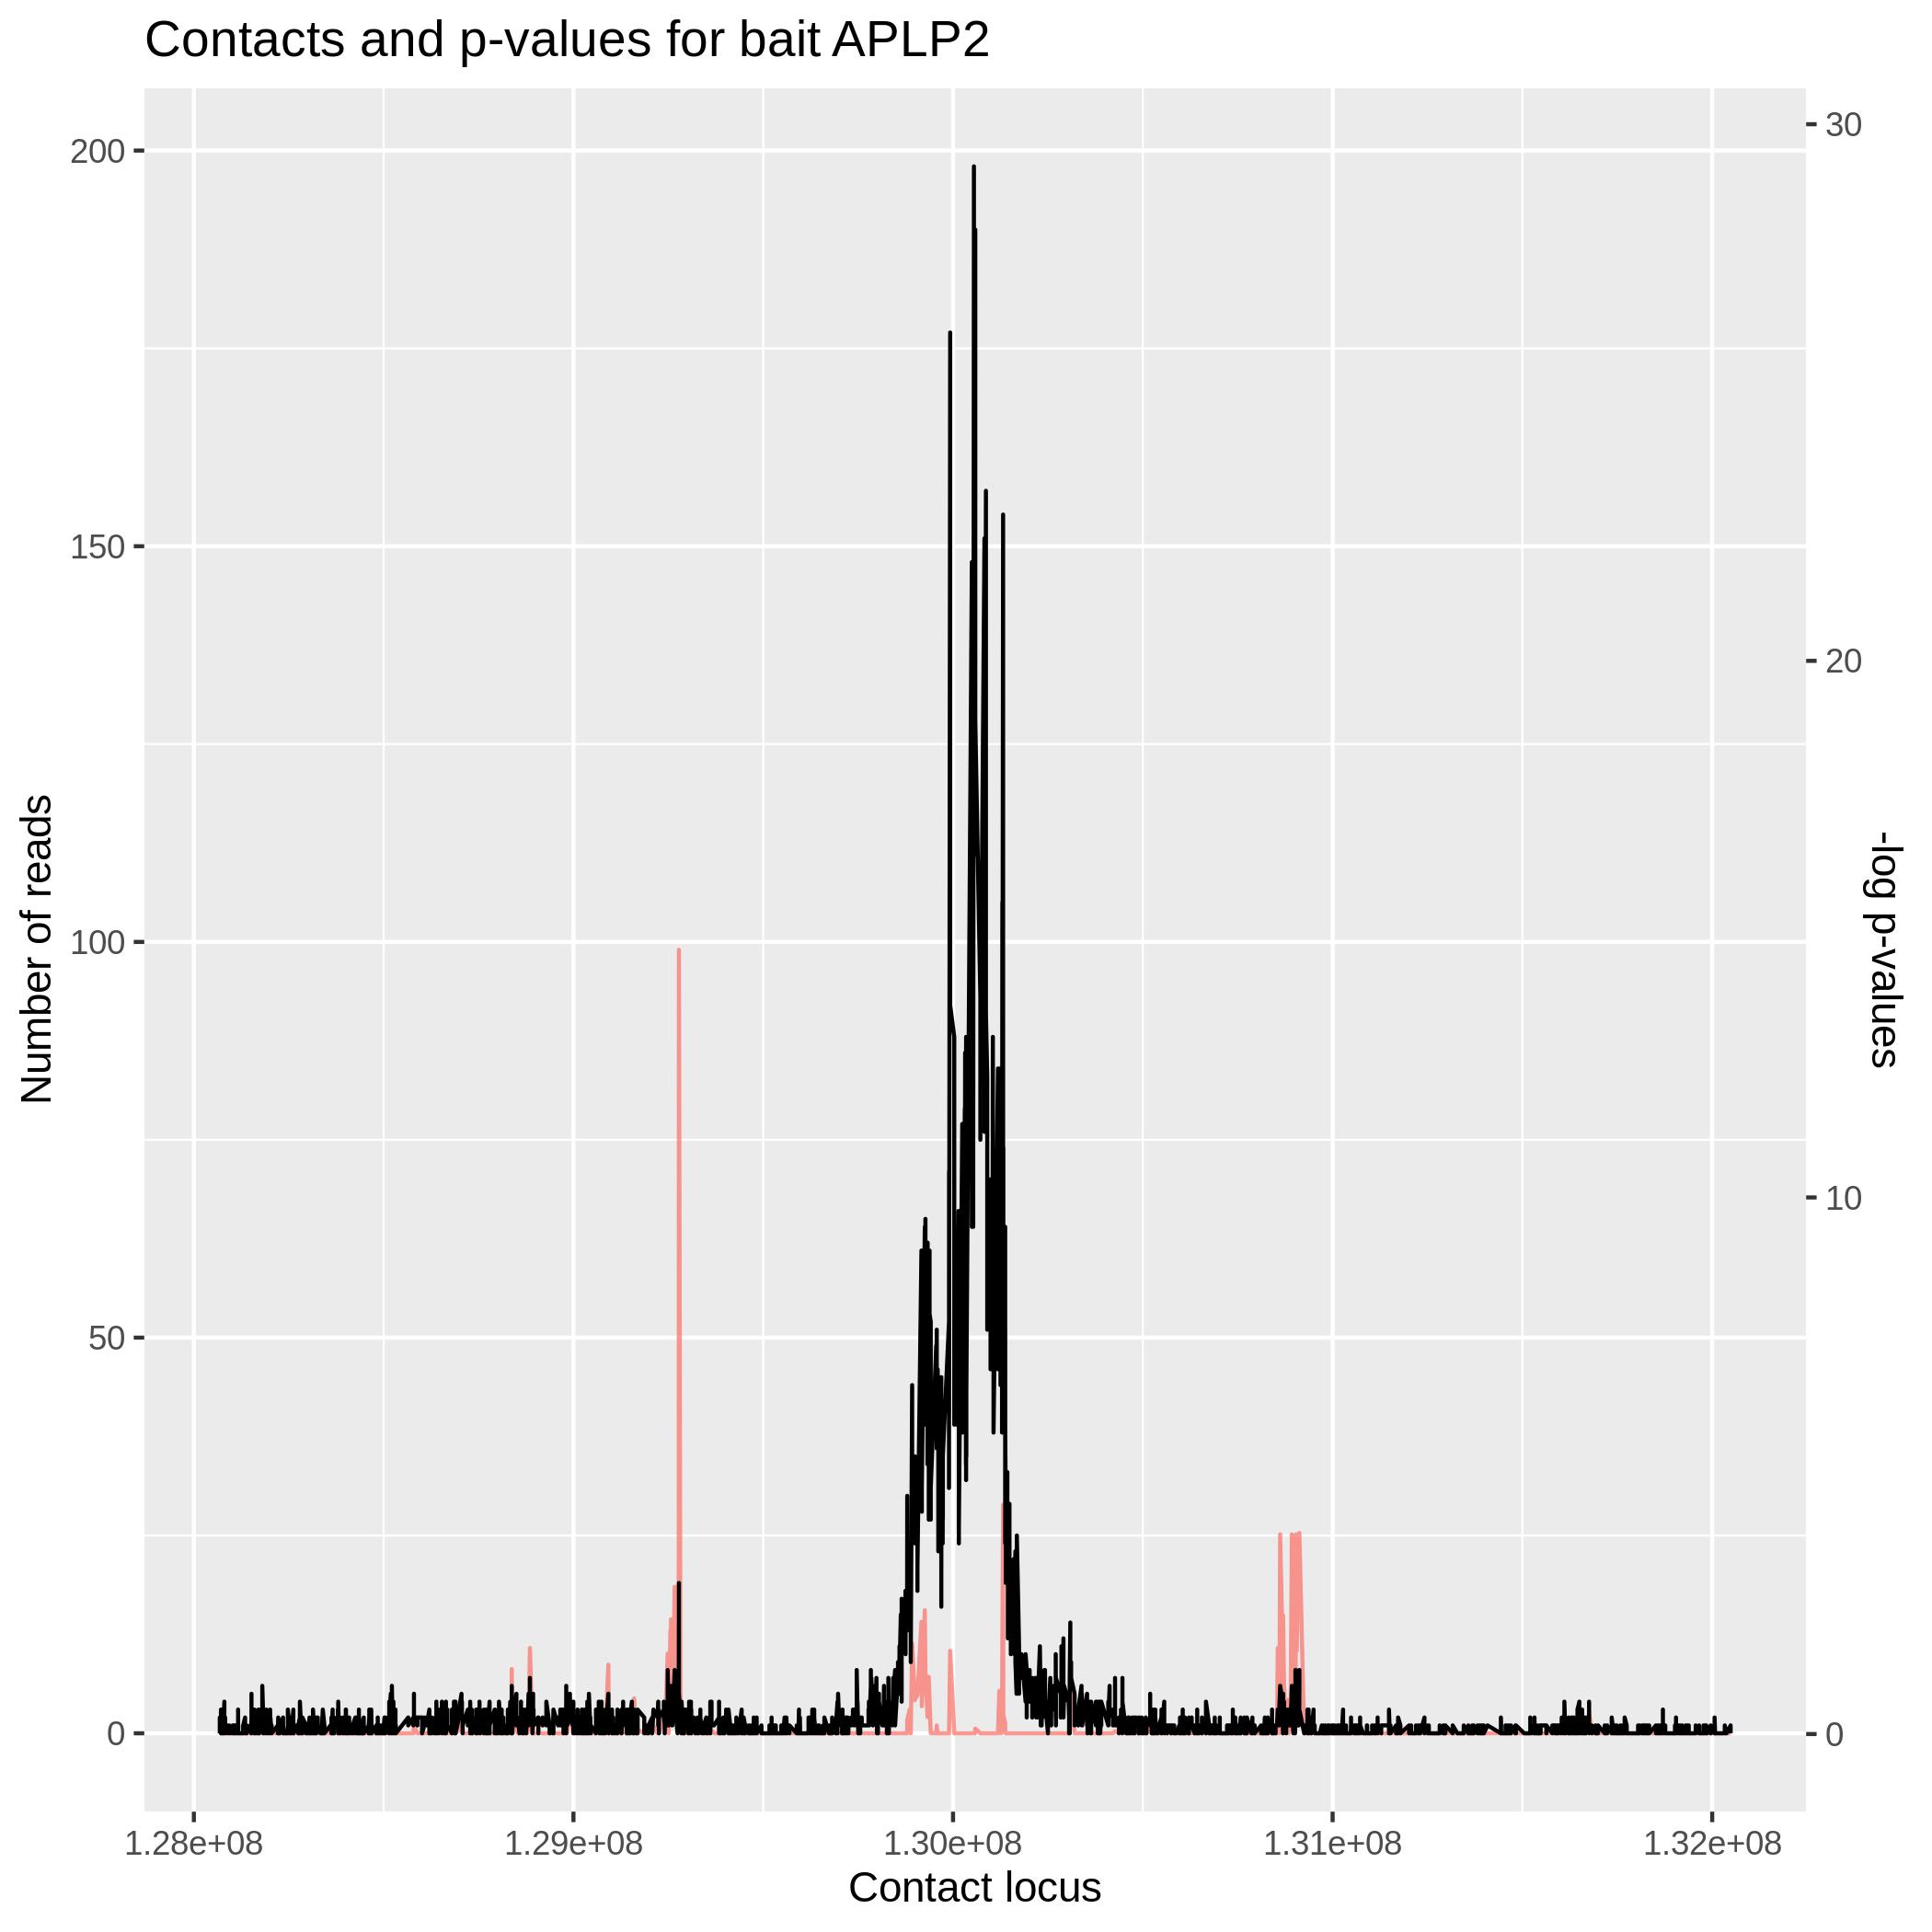 Contacts and p-values for bait APLP2
200
150
100
50
0
Number of reads
30
20
10
0
-log p-values
1.28e+08
1.29e+08
1.30e+08
1.31e+08
1.32e+08
Contact locus